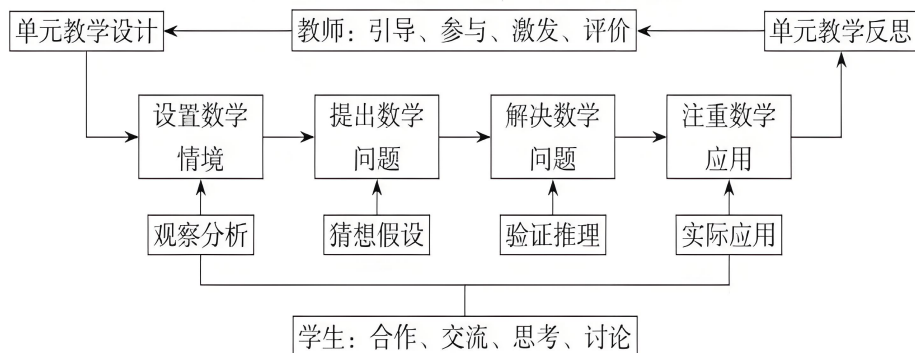 单元教学设计
教师：引导、参与、激发、评价
单元教学反思
设置数学
情境
提出数学
问题
解决数学
问题
注重数学
应用
观察分析
猜想假设
验证推理
实际应用
学生：合作、交流、思考、讨论